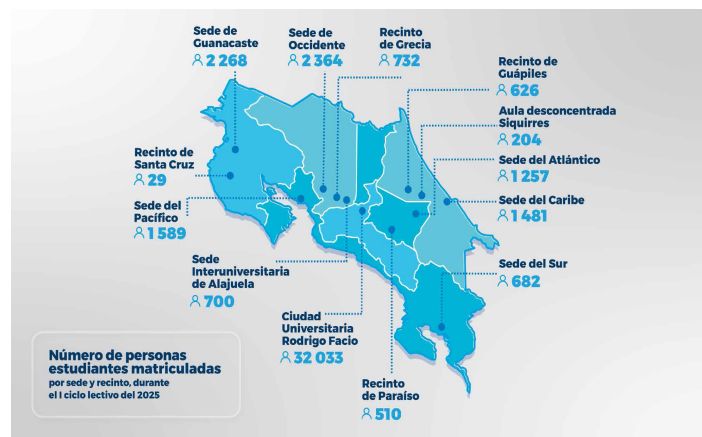 Sede de
Guanacaste
2 268
Sede de
Occidente
2 364
Recinto
de Grecia
732
Recinto de
Guápiles
626
Aula desconcentrada
Siquirres
204
Sede del Atlántico
1 257
Sede del Caribe
1 481
Sede del Sur
682
Recinto de
Santa Cruz
29
Sede del
Pacífico
1 589
Sede
Interuniversitaria
de Alajuela
700
Ciudad
Universitaria
Rodrigo Facio
32 033
Recinto
de Paraíso
510
Número de personas
estudiantes matriculadas
por sede y recinto, durante
el I ciclo lectivo del 2025